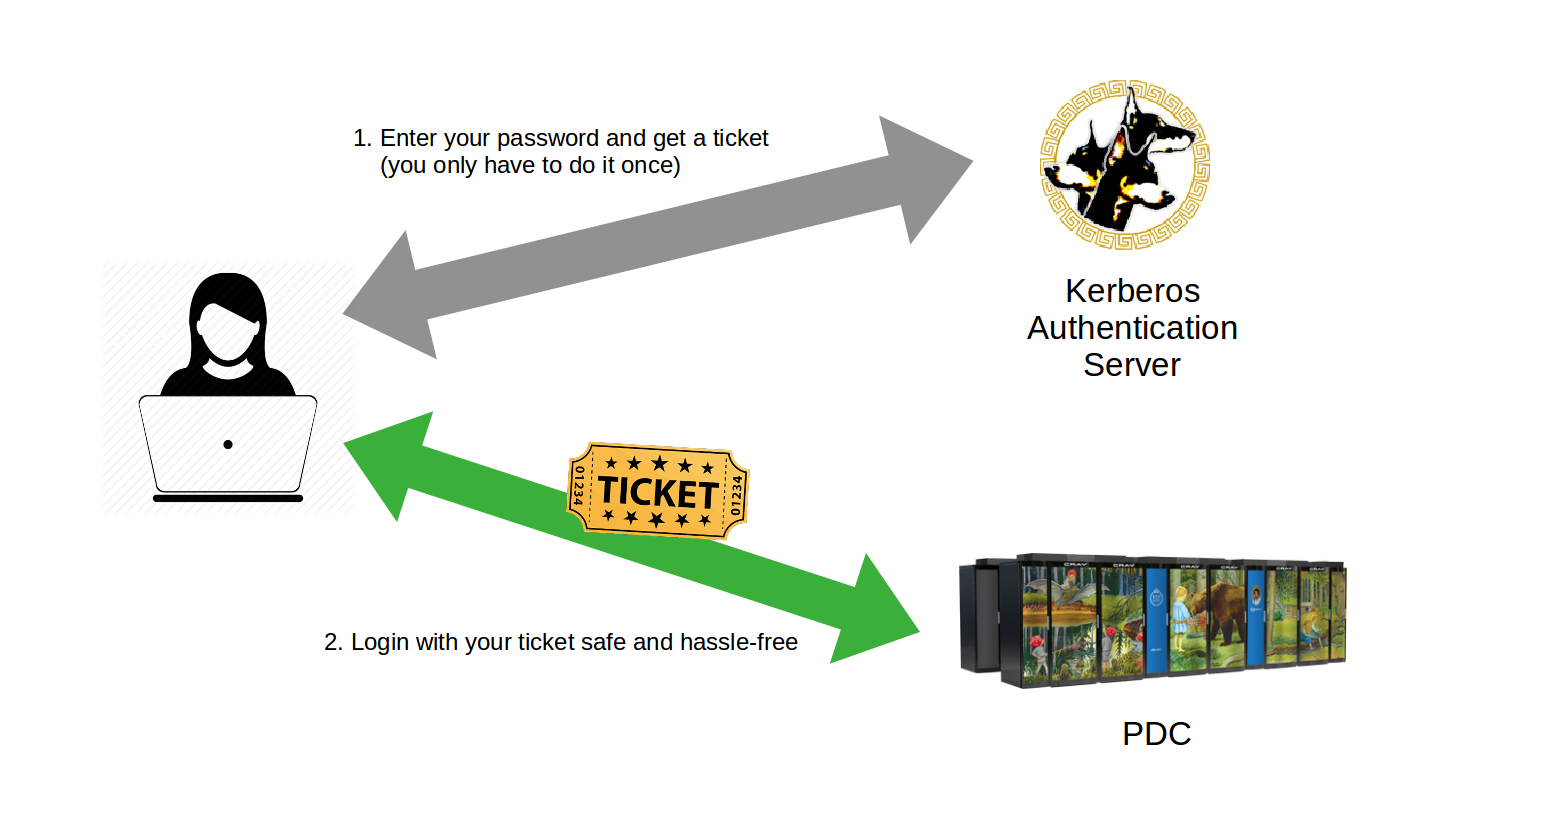 1. Enter your password and get a ticket
(you only have to do it once)
Kerberos
Authentication
Server
01234
TICKET
01234
2. Login with your ticket safe and hassle-free
CRAY
CRAY
CRAY
CRAY
CRAY
CRAY
PDC